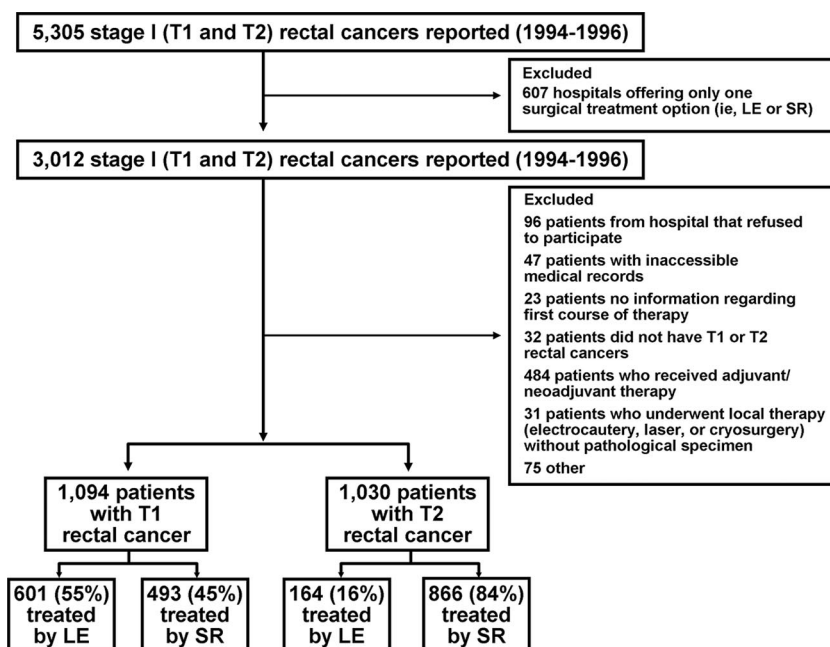 5,305 stage I (T1 and T2) rectal cancers reported (1994-1996)
Excluded
607 hospitals offering only one
surgical treatment option (ie, LE or SR)
3,012 stage I (T1 and T2) rectal cancers reported (1994-1996)
Excluded
96 patients from hospital that refused
to participate
47 patients with inaccessible
medical records
23 patients no information regarding
first course of therapy
32 patients did not have T1 or T2
rectal cancers
484 patients who received adjuvant/
neoadjuvant therapy
31 patients who underwent local therapy
(electrocautery, laser, or cryosurgery)
without pathological specimen
75 other
1,094 patients
with T1
rectal cancer
1,030 patients
with T2
rectal cancer
601 (55%)
treated
by LE
493 (45%)
treated
by SR
164 (16%)
treated
by LE
866 (84%)
treated
by SR